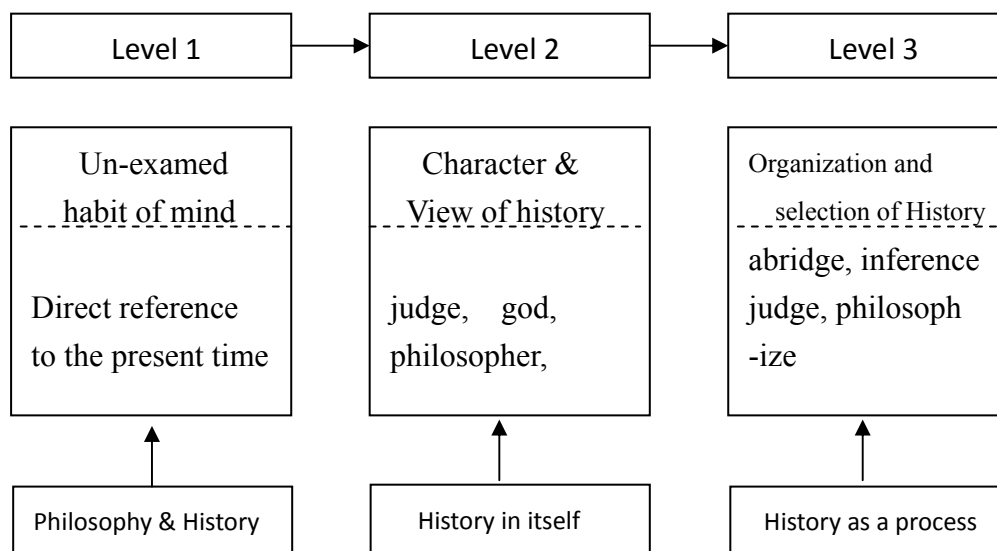 Level 1
Level 2
Level 3
Un-examed
habit of mind
Direct reference
to the present time
Character &
View of history
judge, god,
philosopher,
Organization and
selection of History
abridge, inference
judge, philosoph
-ize
Philosophy & History
History in itself
History as a process